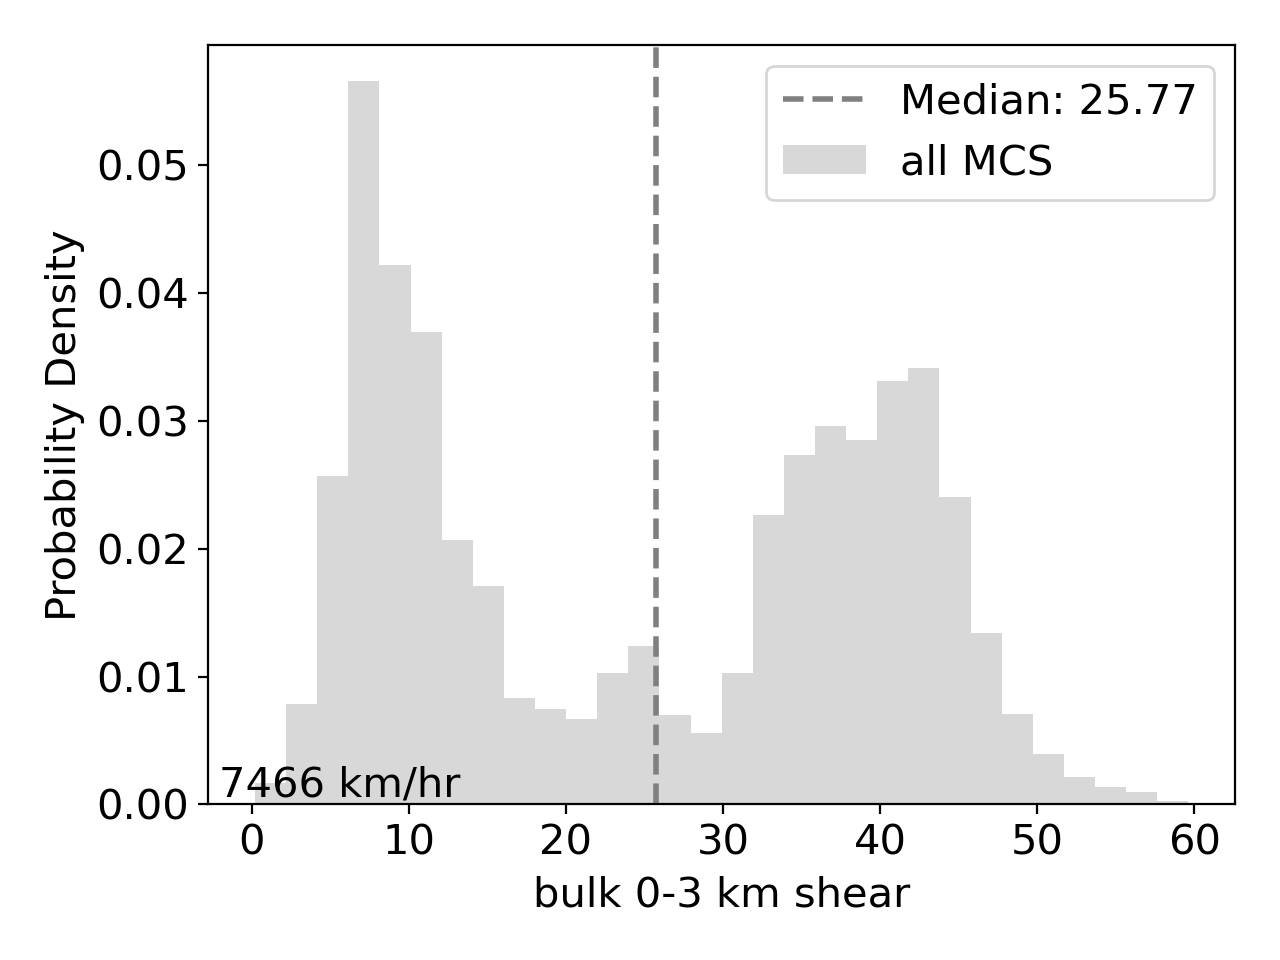 Median: 25.77
all MCS
Probability Density
0.05
0.04
0.03
0.02
0.01
0.00
7466 km/hr
0 10 20 30 40 50 60
bulk 0-3 km shear